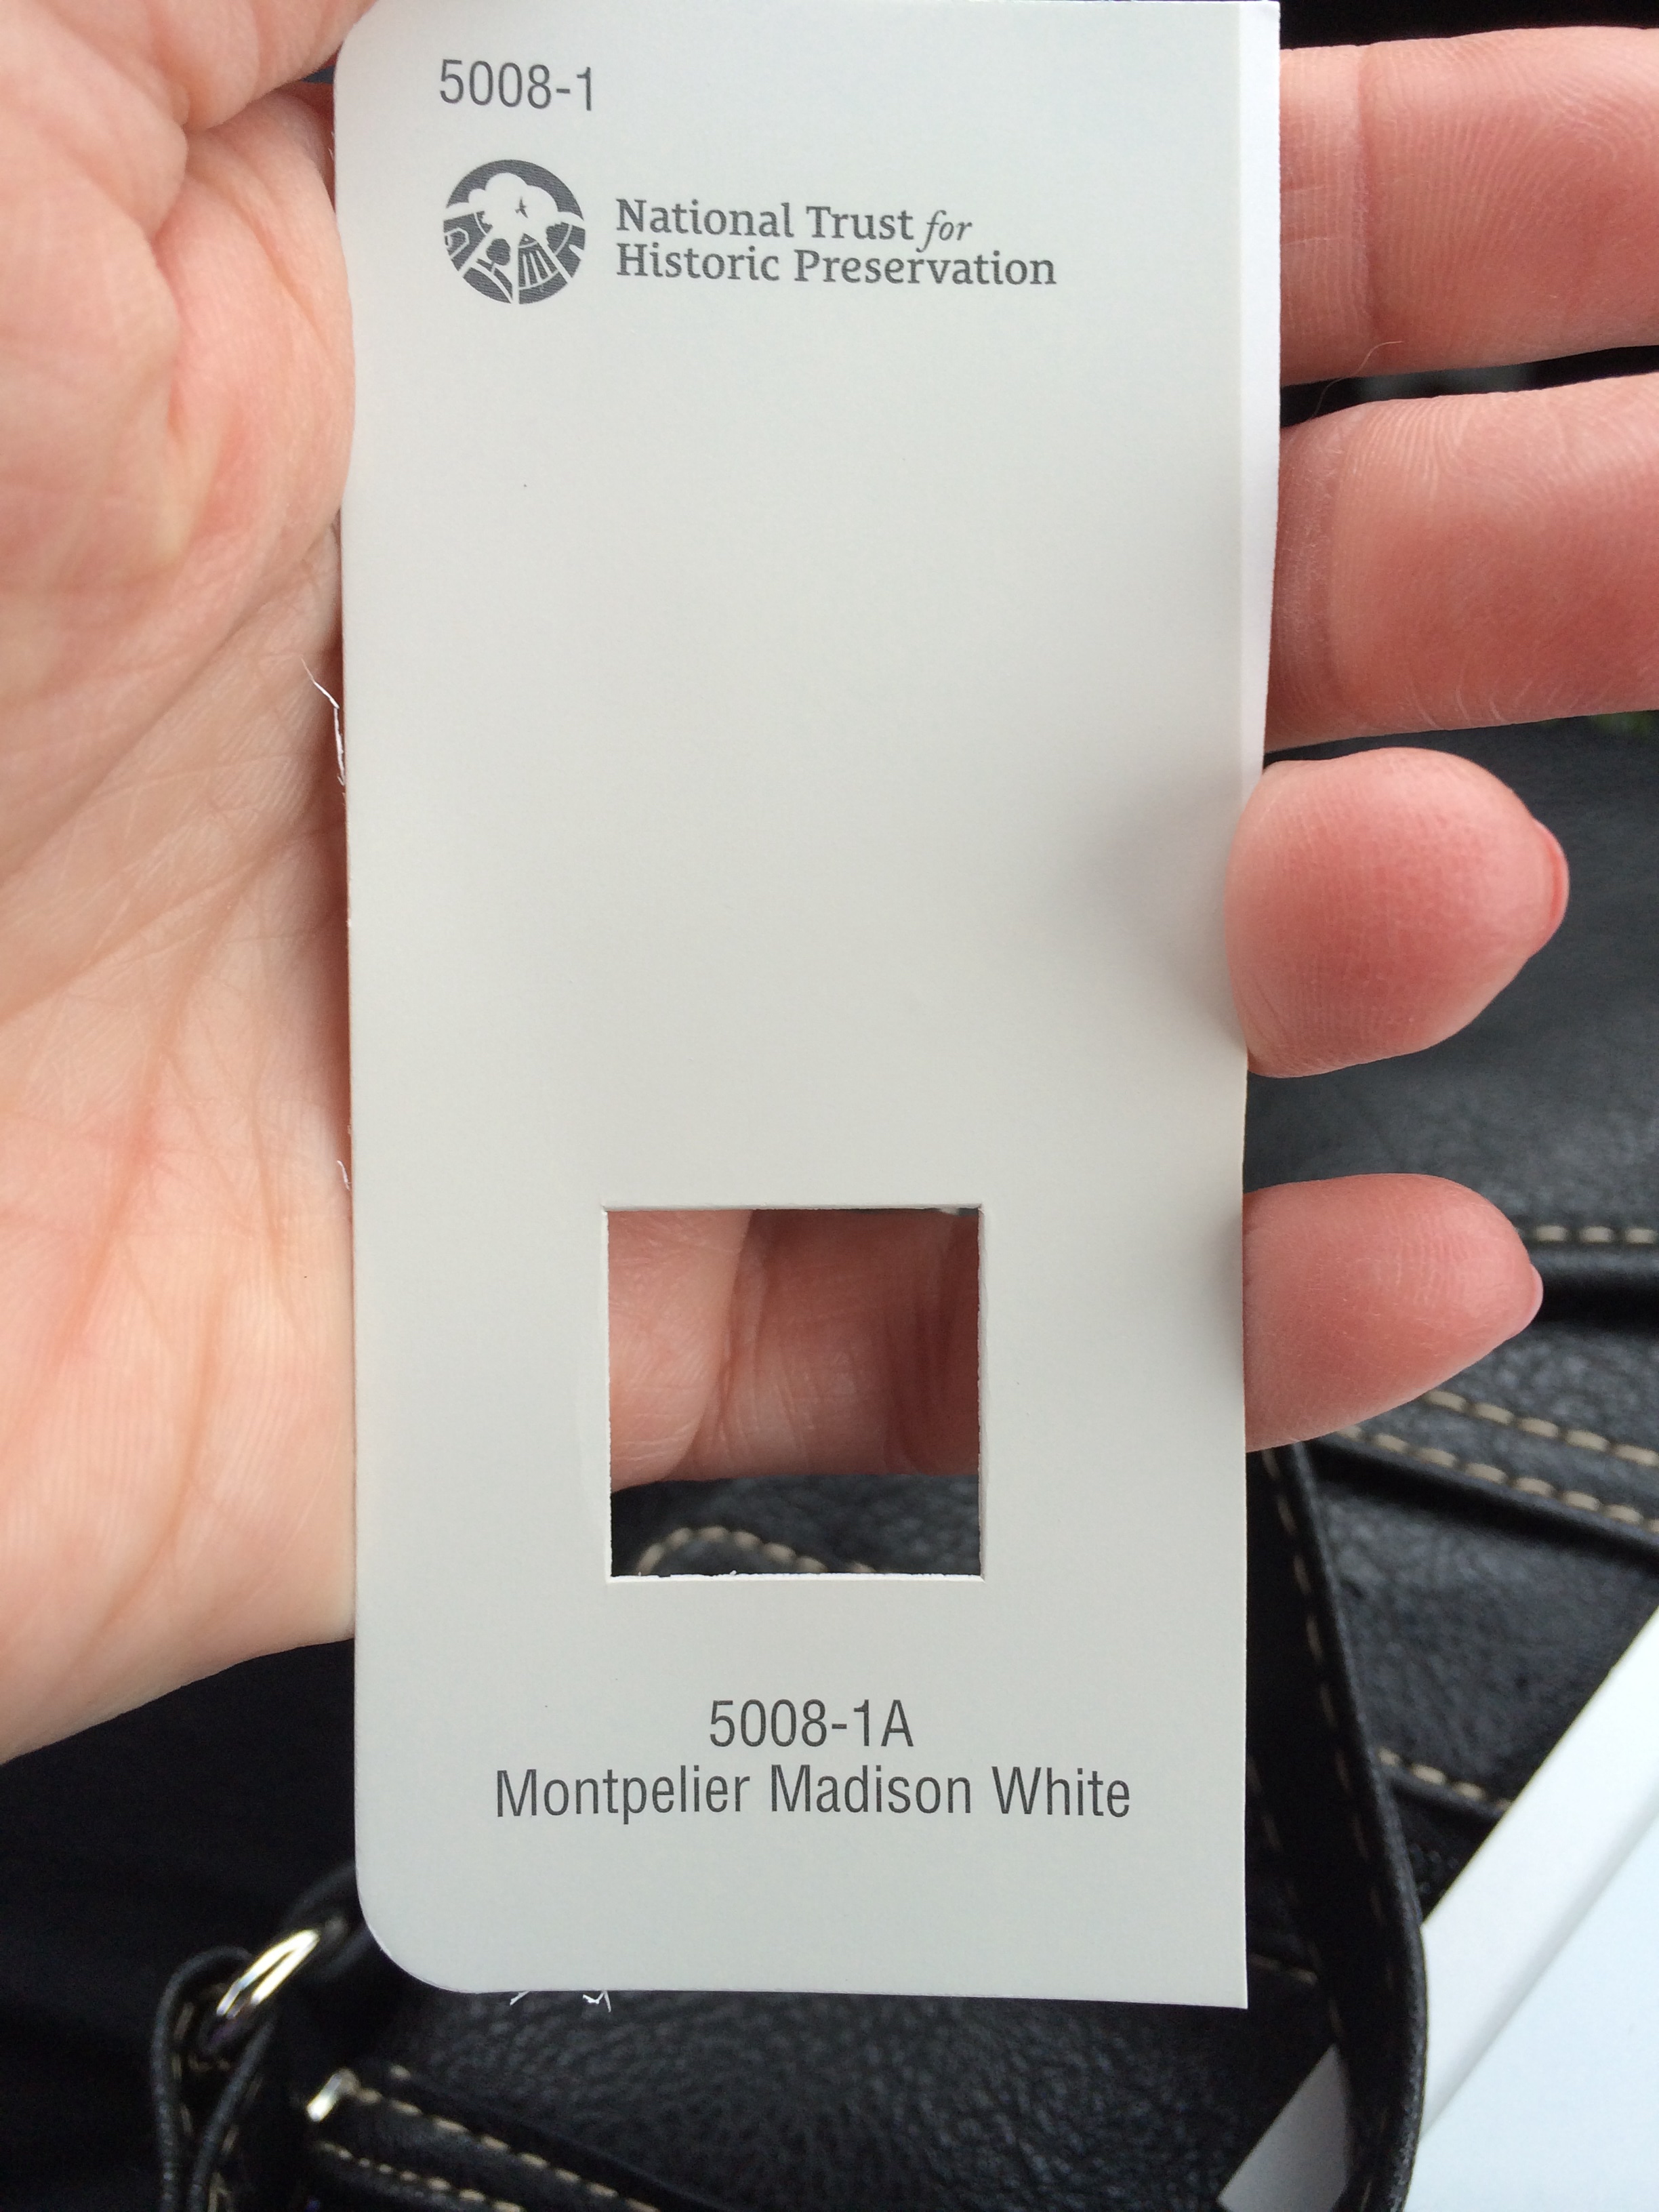 5008-1
National Trust for
Historic Preservation
5008-1A
Montpelier Madison White